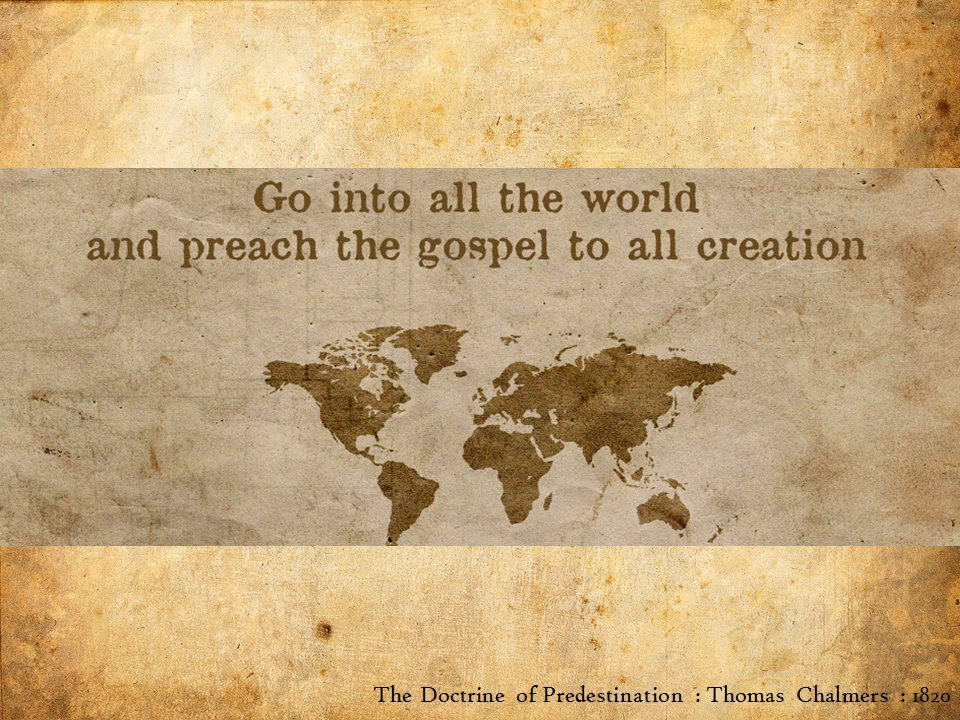 Go into all the world
and preach the gospel to all creation
The Doctrine of Predestination : Thomas Chalmers : 1820